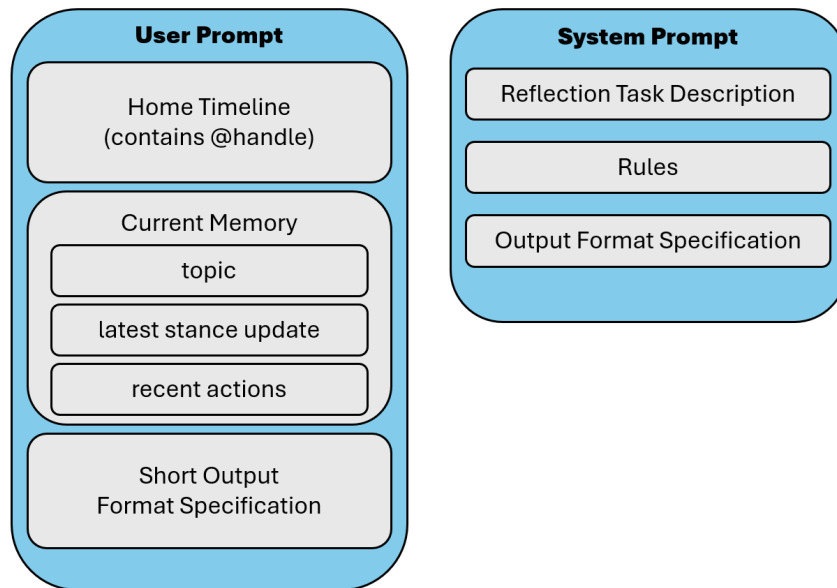 User Prompt
Home Timeline
(contains @handle)
Current Memory
topic
latest stance update
recent actions
Short Output
Format Specification
System Prompt
Reflection Task Description
Rules
Output Format Specification